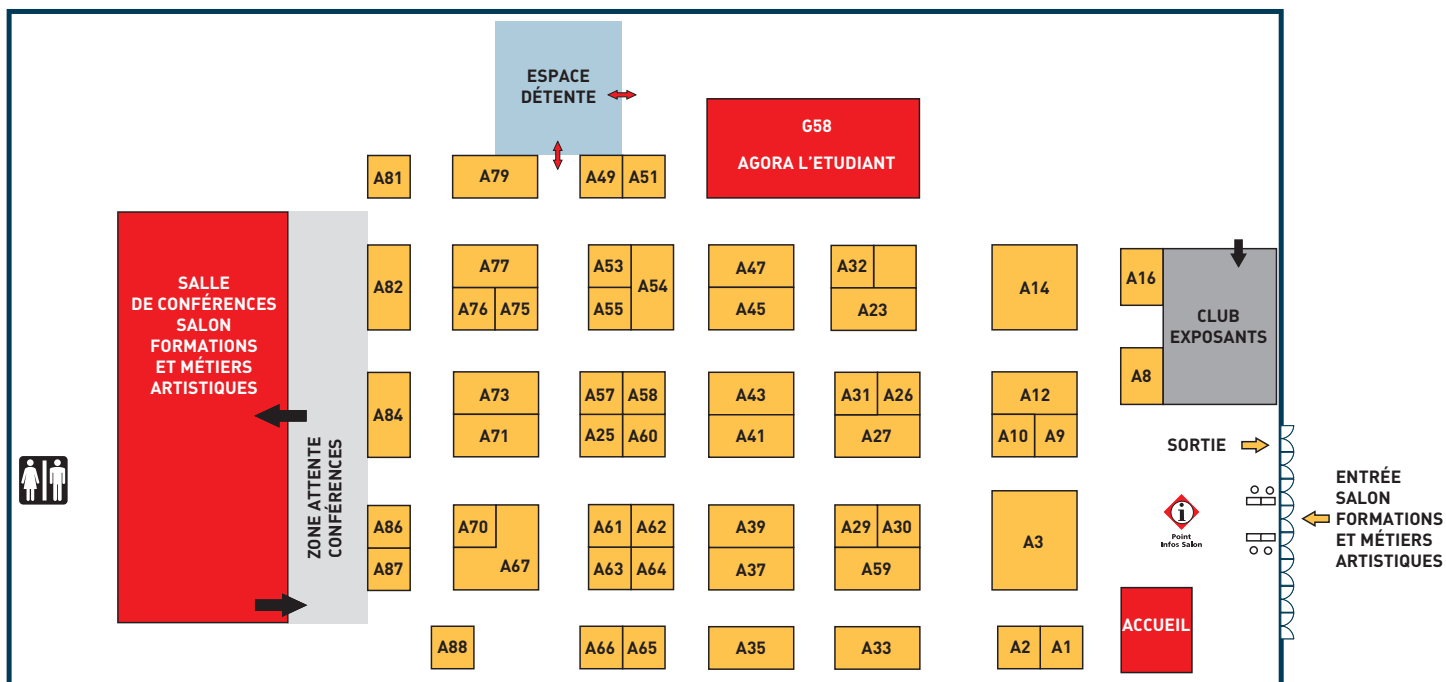 ESPACE
DÉTENTE
G58
AGORA L'ETUDIANT
A81
A79
A49
A51
SALLE
DE CONFÉRENCES
SALON
FORMATIONS
ET MÉTIERS
ARTISTIQUES
ZONE ATTENTE
CONFÉRENCES
A82
A77
A76
A75
A53
A54
A55
A47
A45
A32
A23
A14
A16
CLUB
EXPOSANTS
A8
A84
A73
A71
A57
A58
A25
A60
A43
A41
A31
A26
A27
A12
A10
A9
SORTIE
ENTRÉE
SALON
FORMATIONS
ET MÉTIERS
ARTISTIQUES
i
Point
Infos Salon
A86
A87
A70
A67
A61
A62
A63
A64
A39
A37
A29
A30
A59
A3
ACCUEIL
A88
A66
A65
A35
A33
A2
A1